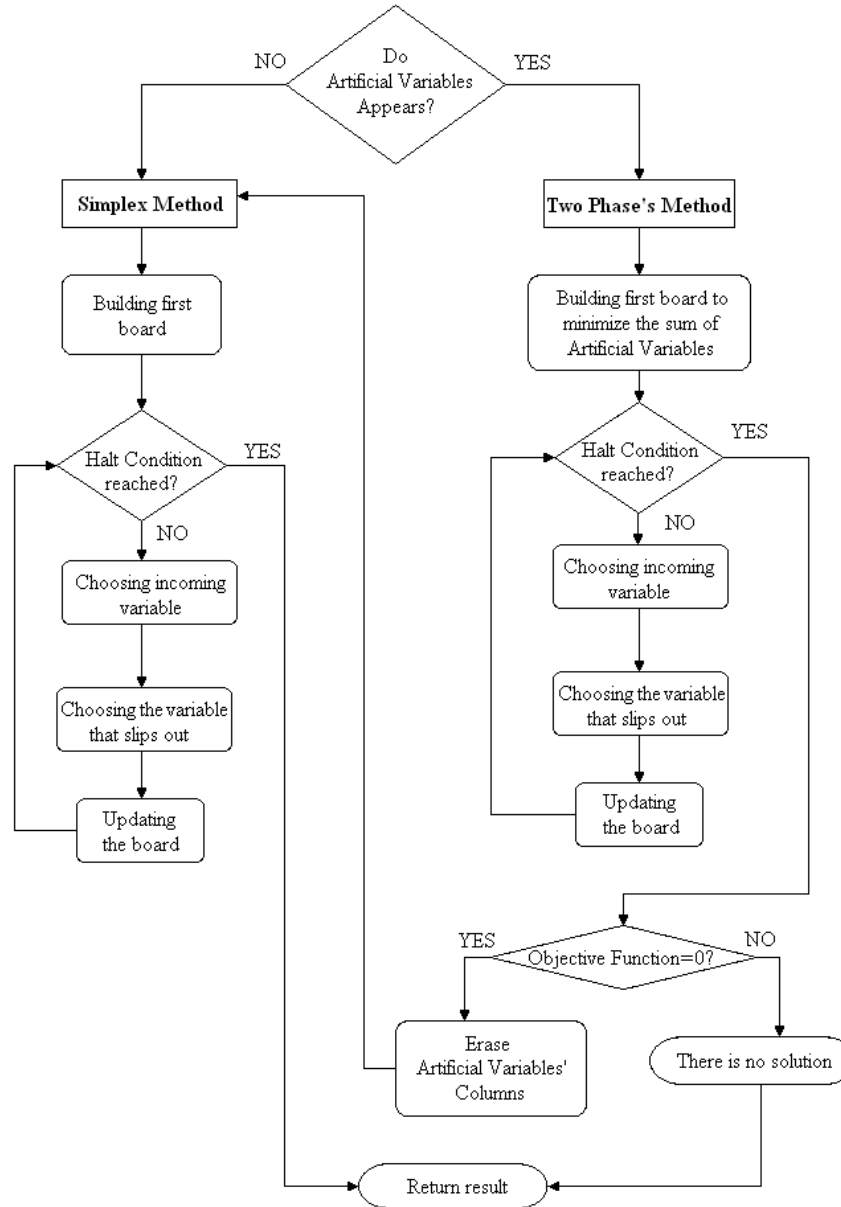 Do
Artificial Variables
Appears?
NO
YES
Simplex Method
Building first
board
Halt Condition
reached?
YES
NO
Choosing incoming
variable
Choosing the variable
that slips out
Updating
the board
Two Phase's Method
Building first board to
minimize the sum of
Artificial Variables
Halt Condition
reached?
YES
NO
Choosing incoming
variable
Choosing the variable
that slips out
Updating
the board
Objective Function=0?
YES
NO
Erase
Artificial Variables'
Columns
There is no solution
Return result